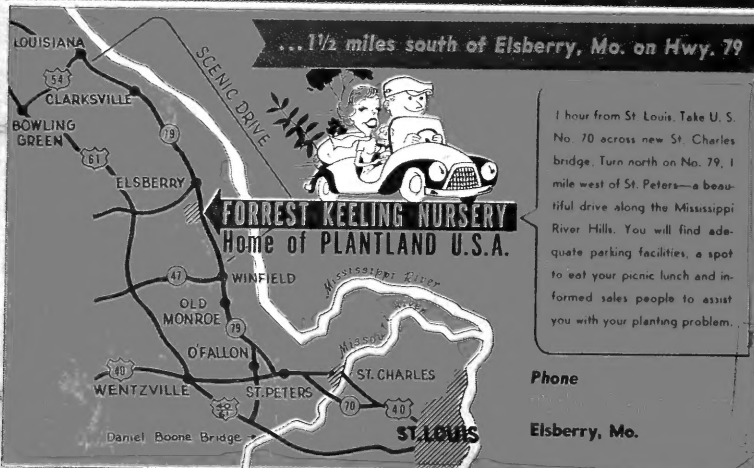 ...1½ miles south of Elsberry, Mo. on Hwy. 79
LOUISIANA
54
CLARKSVILLE
BOWLING
GREEN
61
79
SCENIC DRIVE
ELSBERRY
FORREST KEELING NURSERY
Home of PLANTLAND U.S.A.
47
WINFIELD
Mississippi River
OLD
MONROE
79
Missouri River
O'FALLON
40
WENTZVILLE
ST. PETERS
ST. CHARLES
70
40
40
61
ST. LOUIS
Daniel Boone Bridge
1 hour from St. Louis. Take U. S.
No. 70 across new St. Charles
bridge. Turn north on No. 79, 1
mile west of St. Peters—a beau-
tiful drive along the Mississippi
River Hills. You will find ade-
quate parking facilities, a spot
to eat your picnic lunch and in-
formed sales people to assist
you with your planting problem.
Phone
Elsberry, Mo.